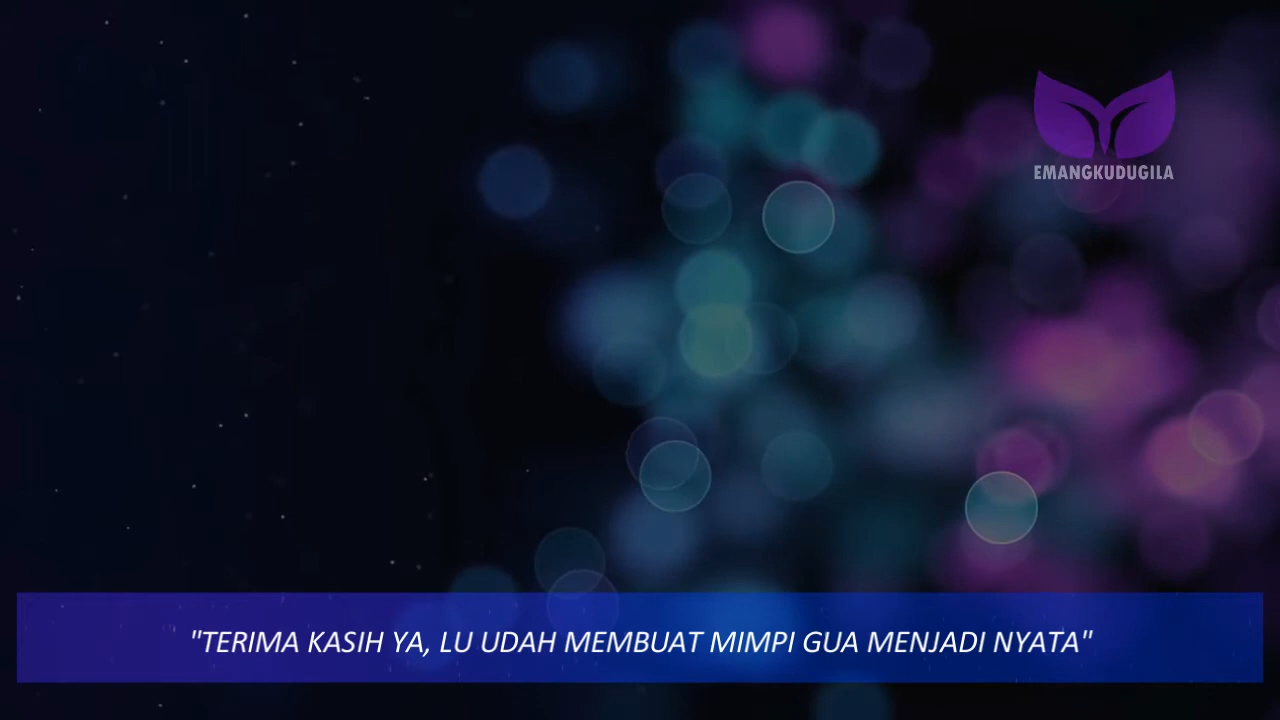 EMANGKUDUGILA
"TERIMA KASIH YA, LU UDAH MEMBUAT MIMPI GUA MENJADI NYATA"